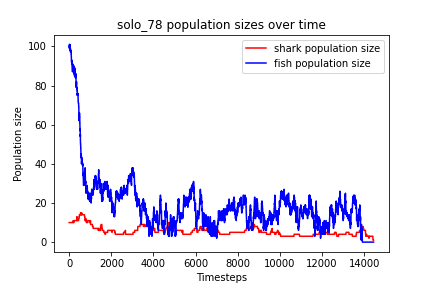 solo_78 population sizes over time
shark population size
fish population size
Population size
100
80
60
40
20
0
0
2000
4000
6000
8000
10000
12000
14000
Timesteps